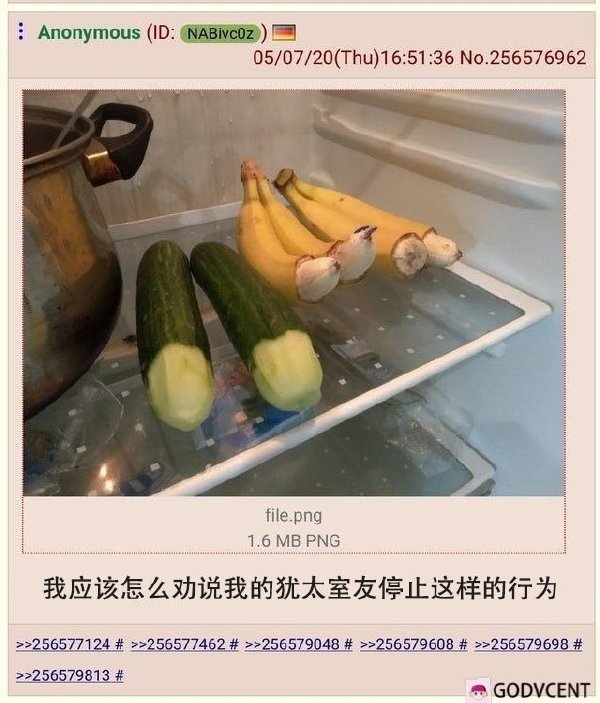 Anonymous (ID: NABivc0z)
05/07/20(Thu)16:51:36 No.256576962
file.png
1.6 MB PNG
我应该怎么劝说我的犹太室友停止这样的行为
>>256577124 # >>256577462 # >>256579048 # >>256579608 # >>256579698 #
>>256579813 #
GODVCENT